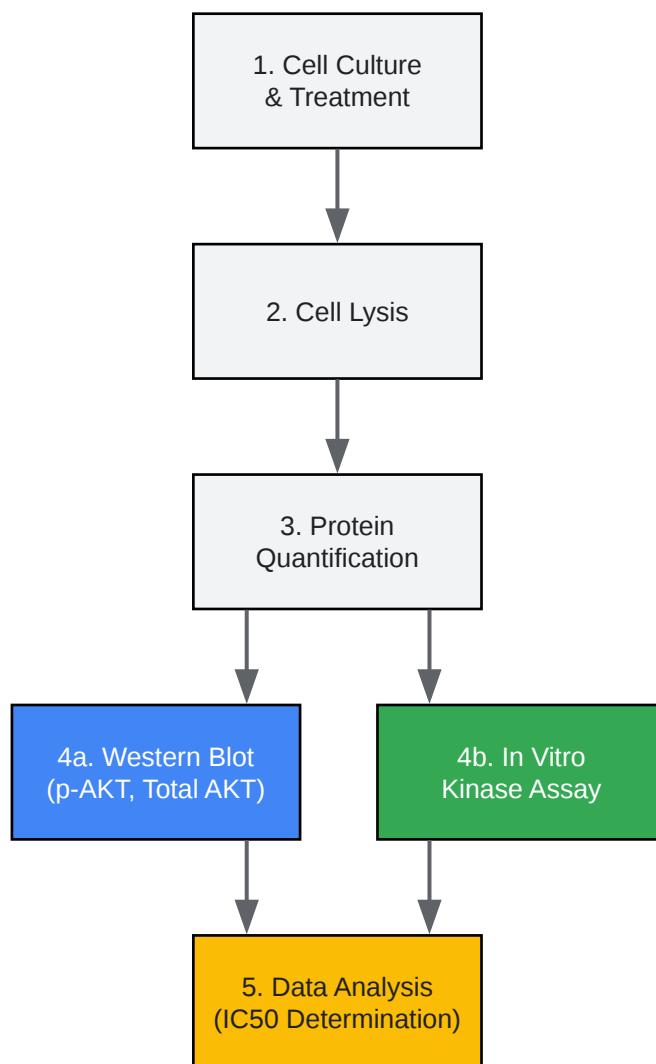 1. Cell Culture
& Treatment
2. Cell Lysis
3. Protein
Quantification
4a. Western Blot
(p-AKT, Total AKT)
4b. In Vitro
Kinase Assay
5. Data Analysis
(IC50 Determination)